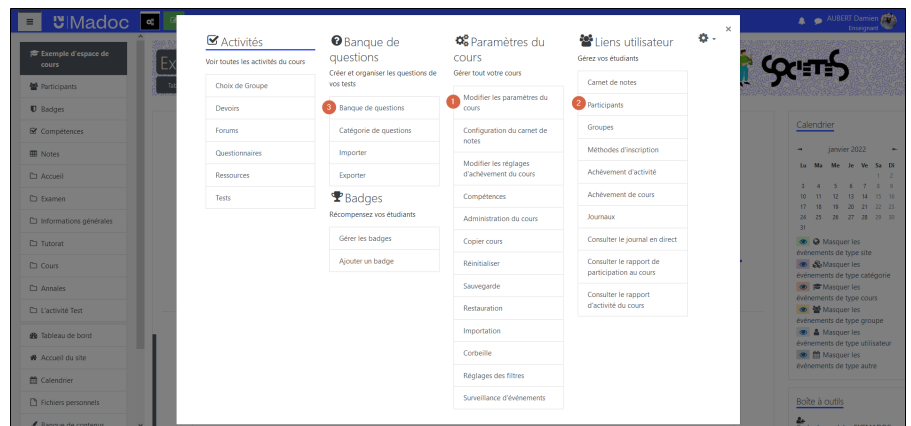 Madoc
AUBERT Damien
Enseignant
Exemple d'espace de
cours
Participants
Badges
Compétences
Notes
Accueil
Examen
Informations générales
Tutorat
Cours
Annales
L'activité Test
Tableau de bord
Accueil du site
Calendrier
Fichiers personnels
Banque de contenus
Activités
Voir toutes les activités du cours
Choix de Groupe
Devoirs
Forums
Questionnaires
Ressources
Tests
Banque de
questions
Créer et organiser les questions de
vos tests
3 Banque de questions
Catégorie de questions
Importer
Exporter
Badges
Récompensez vos étudiants
Gérer les badges
Ajouter un badge
Paramètres du
cours
Gérer tout votre cours
1 Modifier les paramètres du
cours
Configuration du carnet de
notes
Modifier les réglages
d'achèvement du cours
Compétences
Administration du cours
Copier cours
Réinitialiser
Sauvegarde
Restauration
Importation
Corbeille
Réglages des filtres
Surveillance d'événements
Liens utilisateur
Gérez vos étudiants
Carnet de notes
2 Participants
Groupes
Méthodes d'inscription
Achèvement d'activité
Achèvement de cours
Journaux
Consulter le journal en direct
Consulter le rapport de
participation au cours
Consulter le rapport
d'activité du cours
×
Calendrier
janvier 2022
Lu Ma Me Je Ve Sa Di
1 2
3 4 5 6 7 8 9
10 11 12 13 14 15 16
17 18 19 20 21 22 23
24 25 26 27 28 29 30
31
Masquer les
événements de type site
Masquer les
événements de type catégorie
Masquer les
événements de type cours
Masquer les
événements de type groupe
Masquer les
événements de type utilisateur
Masquer les
événements de type autre
Boîte à outils